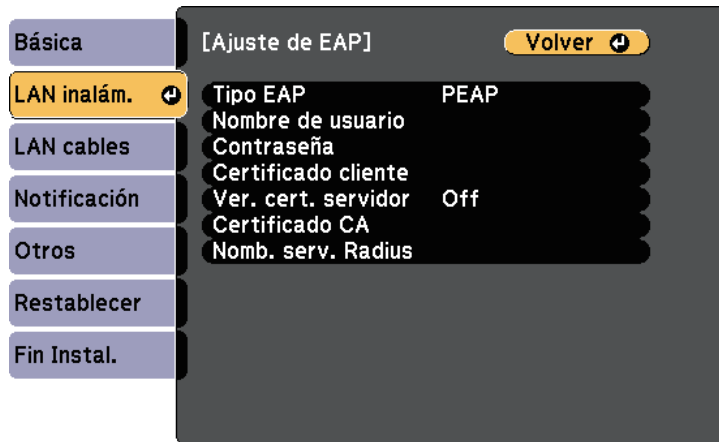 Básica
LAN inalám.
LAN cables
Notificación
Otros
Restablecer
Fin Instal.
[Ajuste de EAP] Volver
Tipo EAP PEAP
Nombre de usuario
Contraseña
Certificado cliente
Ver. cert. servidor Off
Certificado CA
Nomb. serv. Radius